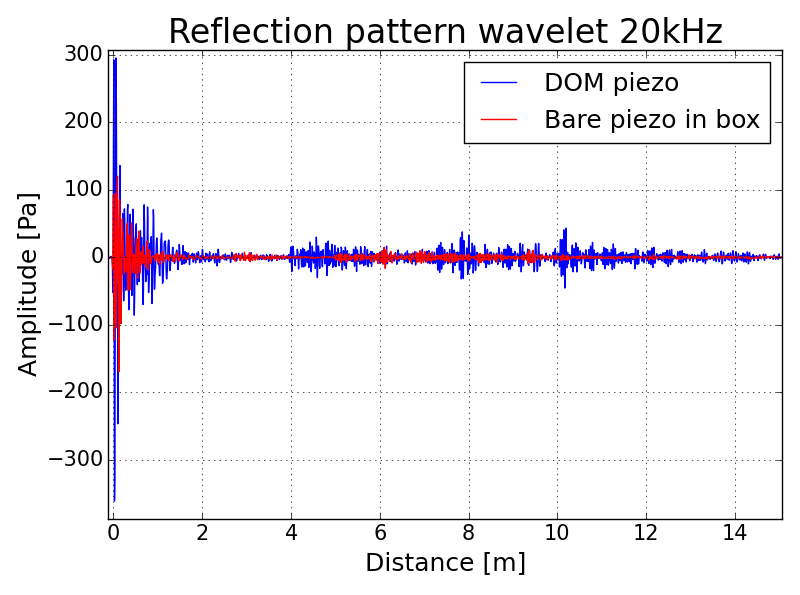 Reflection pattern wavelet 20kHz
DOM piezo
Bare piezo in box
300
200
100
0
−100
−200
−300
Amplitude [Pa]
0 2 4 6 8 10 12 14
Distance [m]